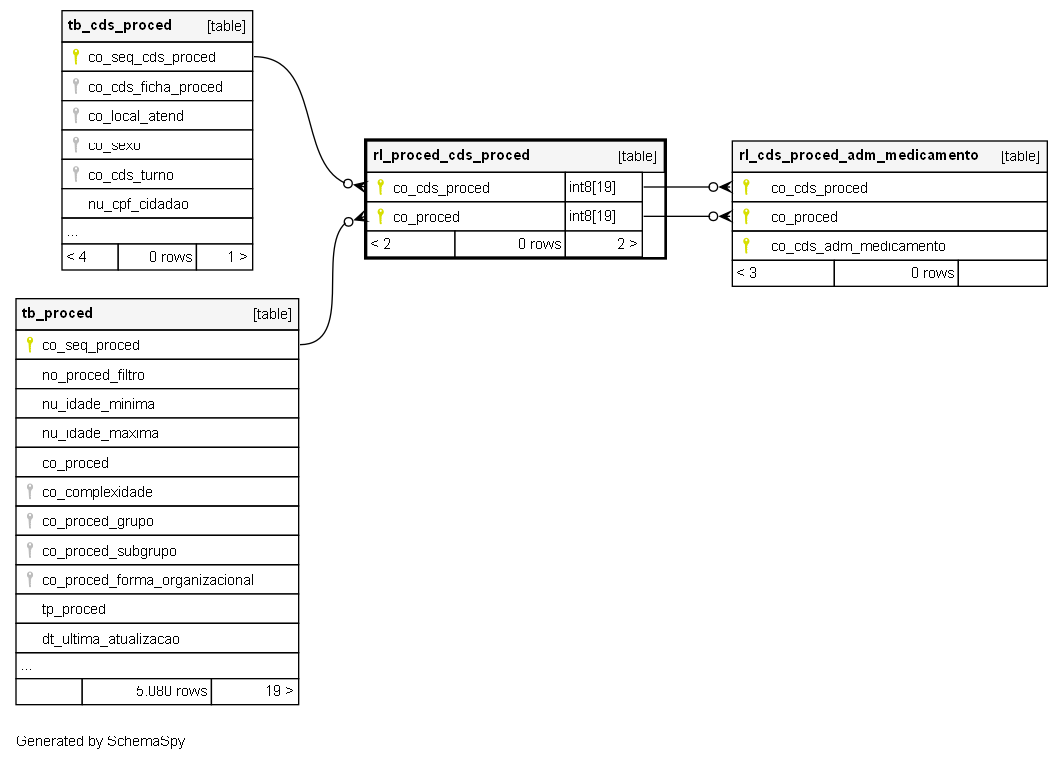 tb_cds_proced [table]
co_seq_cds_proced
co_cds_ficha_proced
co_local_atend
co_sexo
co_cds_turno
nu_cpf_cidadao
...
< 4 0 rows 1 >
rl_proced_cds_proced [table]
co_cds_proced int8[19]
co_proced int8[19]
< 2 0 rows 2 >
rl_cds_proced_adm_medicamento [table]
co_cds_proced
co_proced
co_cds_adm_medicamento
< 3 0 rows
tb_proced [table]
co_seq_proced
no_proced_filtro
nu_idade_minima
nu_idade_maxima
co_proced
co_complexidade
co_proced_grupo
co_proced_subgrupo
co_proced_forma_organizacional
tp_proced
dt_ultima_atualizacao
...
5.080 rows 19 >
Generated by SchemaSpy